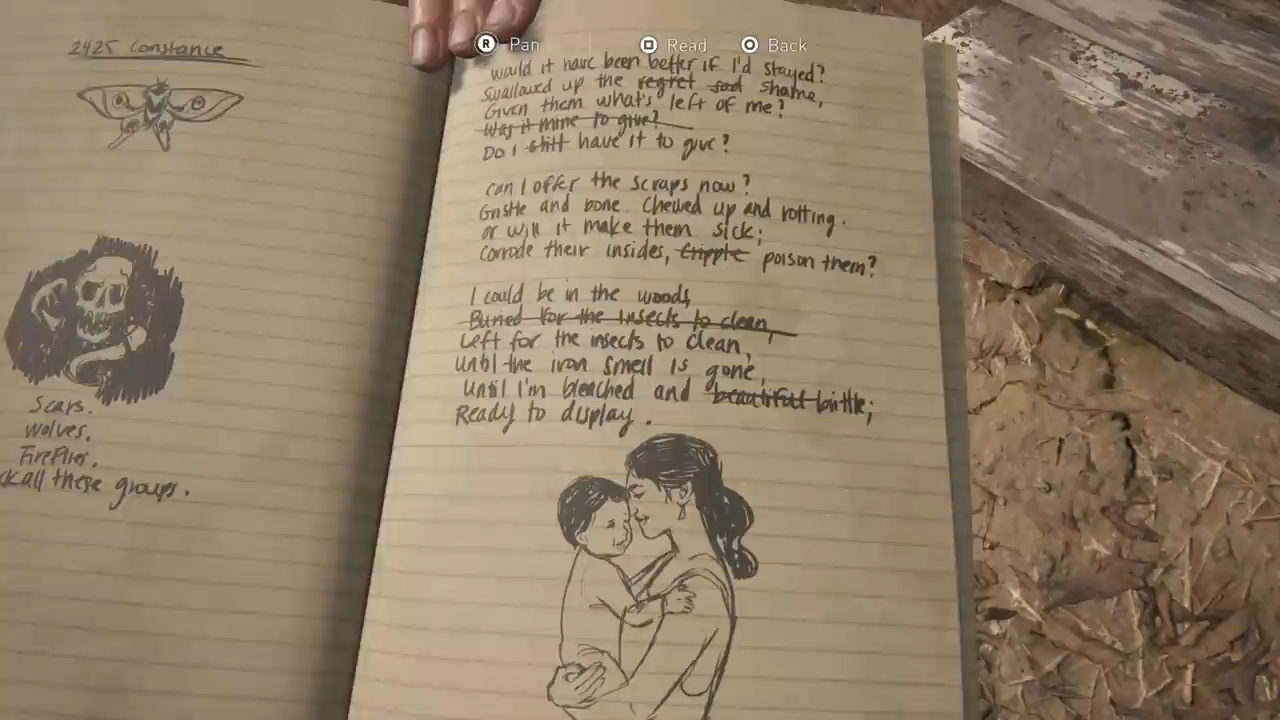 2425 Constance
Scars.
Wolves.
Fireflies.
all these groups.
R Pan
Read
Back
would it have been better if I'd stayed?
Swallowed up the regret sad shame,
Given them what's left of me?
Was it mine to give?
Do I still have it to give?
can I offer the scraps now?
Gristle and bone. Chewed up and rotting.
or will it make them sick;
Corrode their insides, cripple poison them?
I could be in the woods,
Buried for the insects to clean,
Left for the insects to clean,
until the iron smell is gone,
Until I'm bleached and beautiful brittle;
Ready to display.